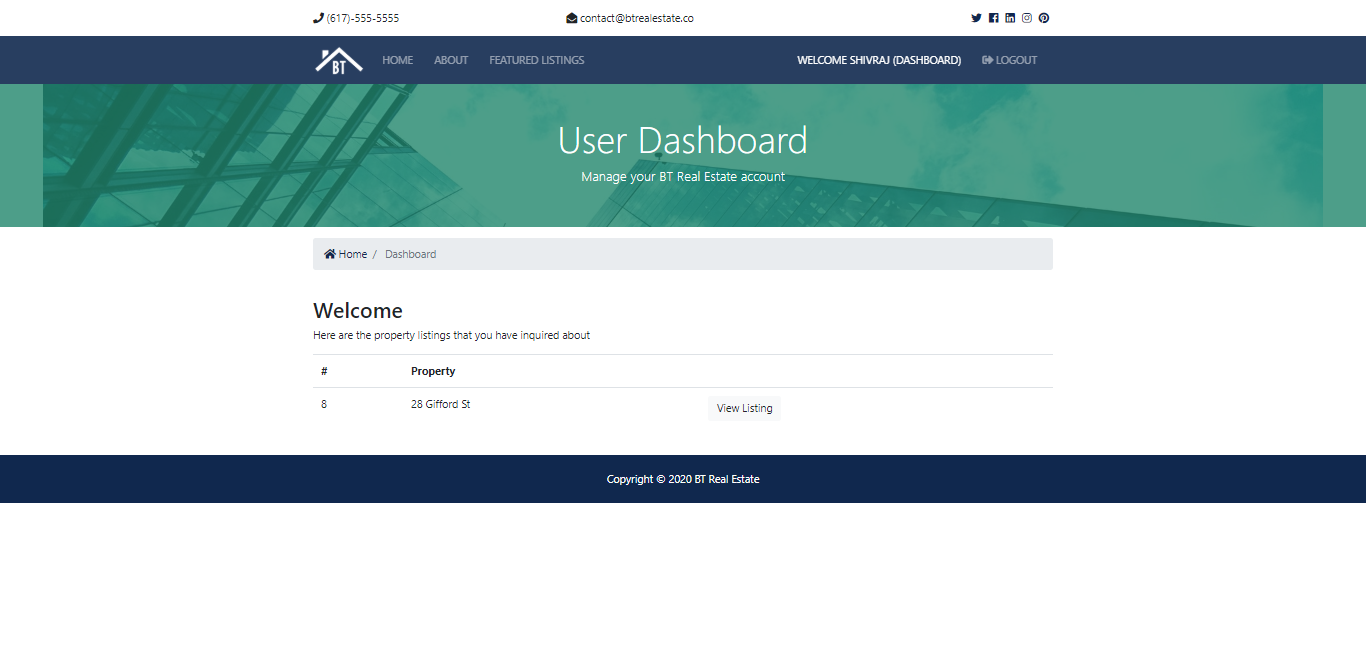 (617)-555-5555 contact@btrealestate.co
BT HOME ABOUT FEATURED LISTINGS WELCOME SHIVRAJ (DASHBOARD) LOGOUT
User Dashboard
Manage your BT Real Estate account
Home / Dashboard
Welcome
Here are the property listings that you have inquired about
# Property
8 28 Gifford St View Listing
Copyright © 2020 BT Real Estate